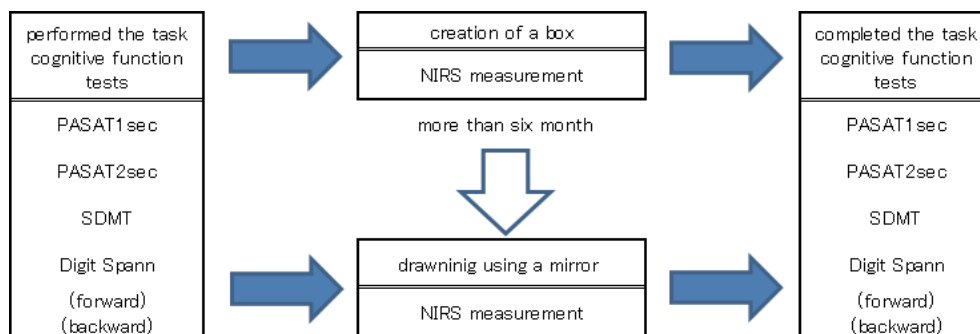 performed the task
cognitive function
tests
PASAT1sec
PASAT2sec
SDMT
Digit Spann
(forward)
(backward)
creation of a box
NIRS measurement
more than six month
drawninig using a mirror
NIRS measurement
completed the task
cognitive function
tests
PASAT1sec
PASAT2sec
SDMT
Digit Spann
(forward)
(backward)